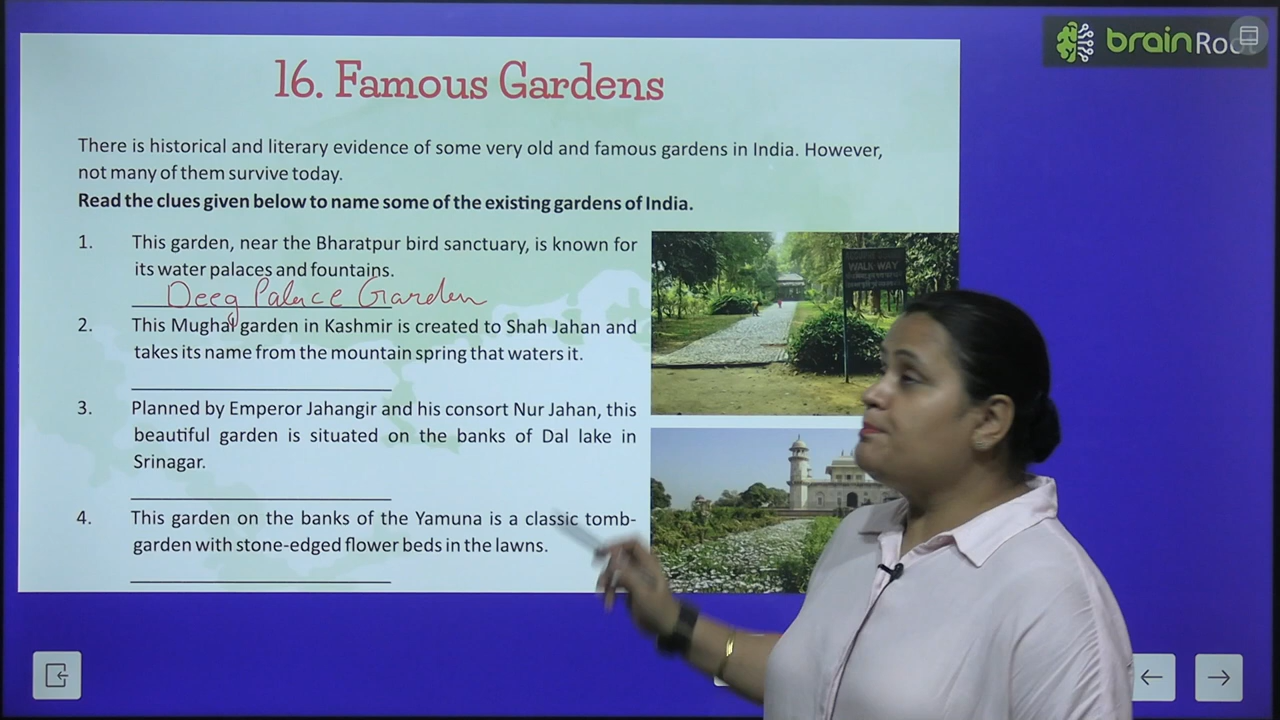 brainRoo
16. Famous Gardens
There is historical and literary evidence of some very old and famous gardens in India. However,
not many of them survive today.
Read the clues given below to name some of the existing gardens of India.
1. This garden, near the Bharatpur bird sanctuary, is known for
its water palaces and fountains.
Deeg Palace Garden
2. This Mughal garden in Kashmir is created to Shah Jahan and
takes its name from the mountain spring that waters it.
3. Planned by Emperor Jahangir and his consort Nur Jahan, this
beautiful garden is situated on the banks of Dal lake in
Srinagar.
4. This garden on the banks of the Yamuna is a classic tomb-
garden with stone-edged flower beds in the lawns.
WALK WAY